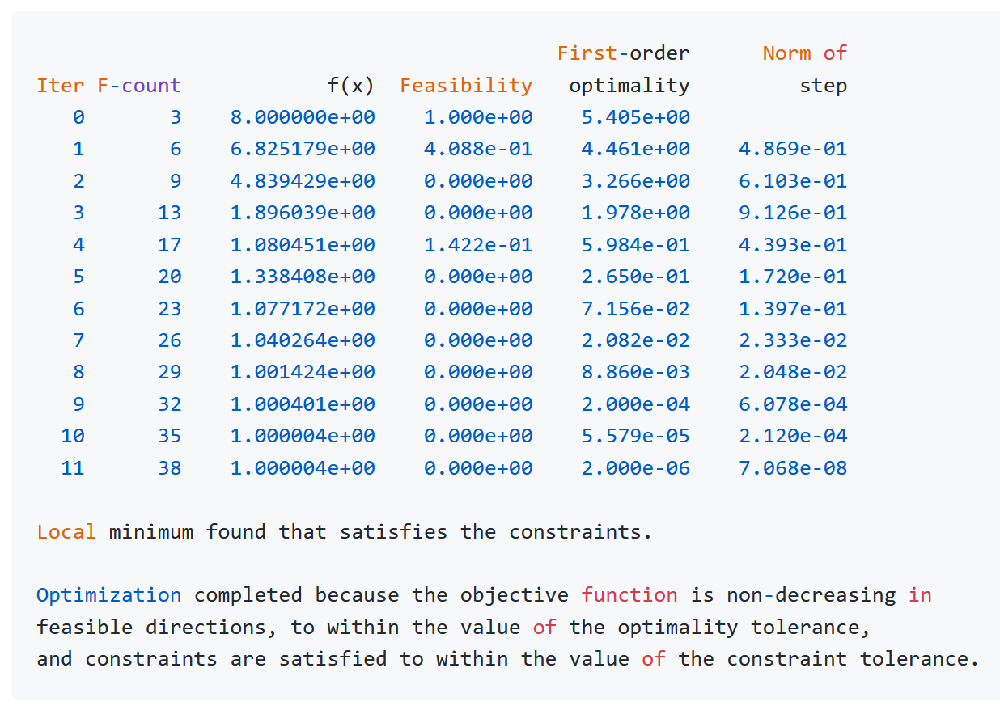 First-order      Norm of
Iter F-count            f(x)  Feasibility   optimality         step
   0       3    8.000000e+00    1.000e+00    5.405e+00
   1       6    6.825179e+00    4.088e-01    4.461e+00    4.869e-01
   2       9    4.839429e+00    0.000e+00    3.266e+00    6.103e-01
   3      13    1.896039e+00    0.000e+00    1.978e+00    9.126e-01
   4      17    1.080451e+00    1.422e-01    5.984e-01    4.393e-01
   5      20    1.338408e+00    0.000e+00    2.650e-01    1.720e-01
   6      23    1.077172e+00    0.000e+00    7.156e-02    1.397e-01
   7      26    1.040264e+00    0.000e+00    2.082e-02    2.333e-02
   8      29    1.001424e+00    0.000e+00    8.860e-03    2.048e-02
   9      32    1.000401e+00    0.000e+00    2.000e-04    6.078e-04
  10      35    1.000004e+00    0.000e+00    5.579e-05    2.120e-04
  11      38    1.000004e+00    0.000e+00    2.000e-06    7.068e-08
Local minimum found that satisfies the constraints.
Optimization completed because the objective function is non-decreasing in
feasible directions, to within the value of the optimality tolerance,
and constraints are satisfied to within the value of the constraint tolerance.